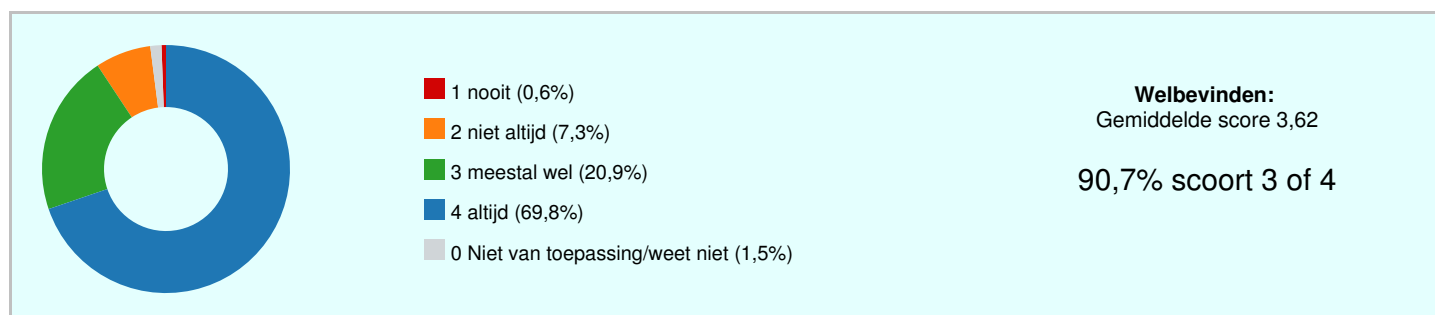 1 nooit (0,6%)
2 niet altijd (7,3%)
3 meestal wel (20,9%)
4 altijd (69,8%)
0 Niet van toepassing/weet niet (1,5%)
Welbevinden:
Gemiddelde score 3,62
90,7% scoort 3 of 4